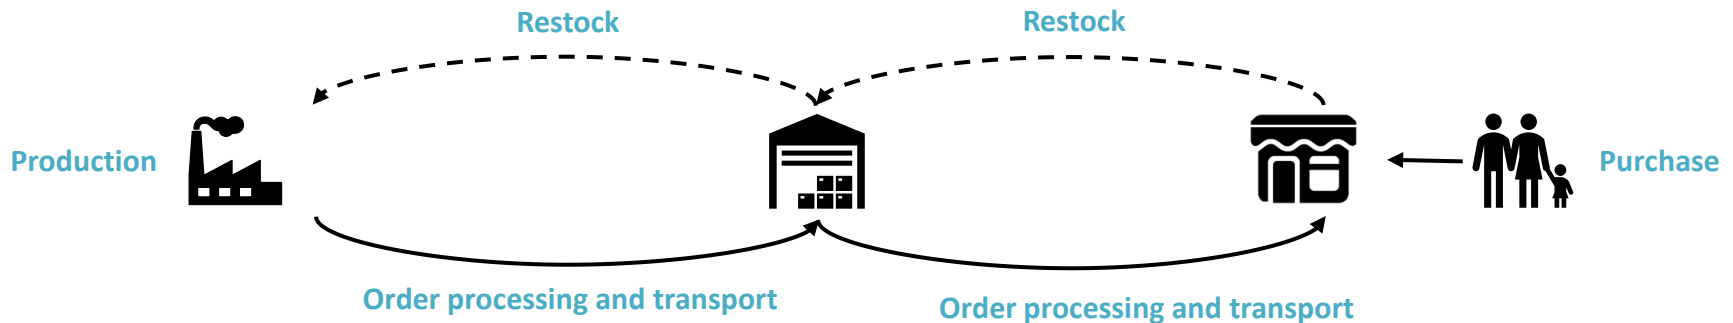 Restock
Restock
Production
Purchase
Order processing and transport
Order processing and transport